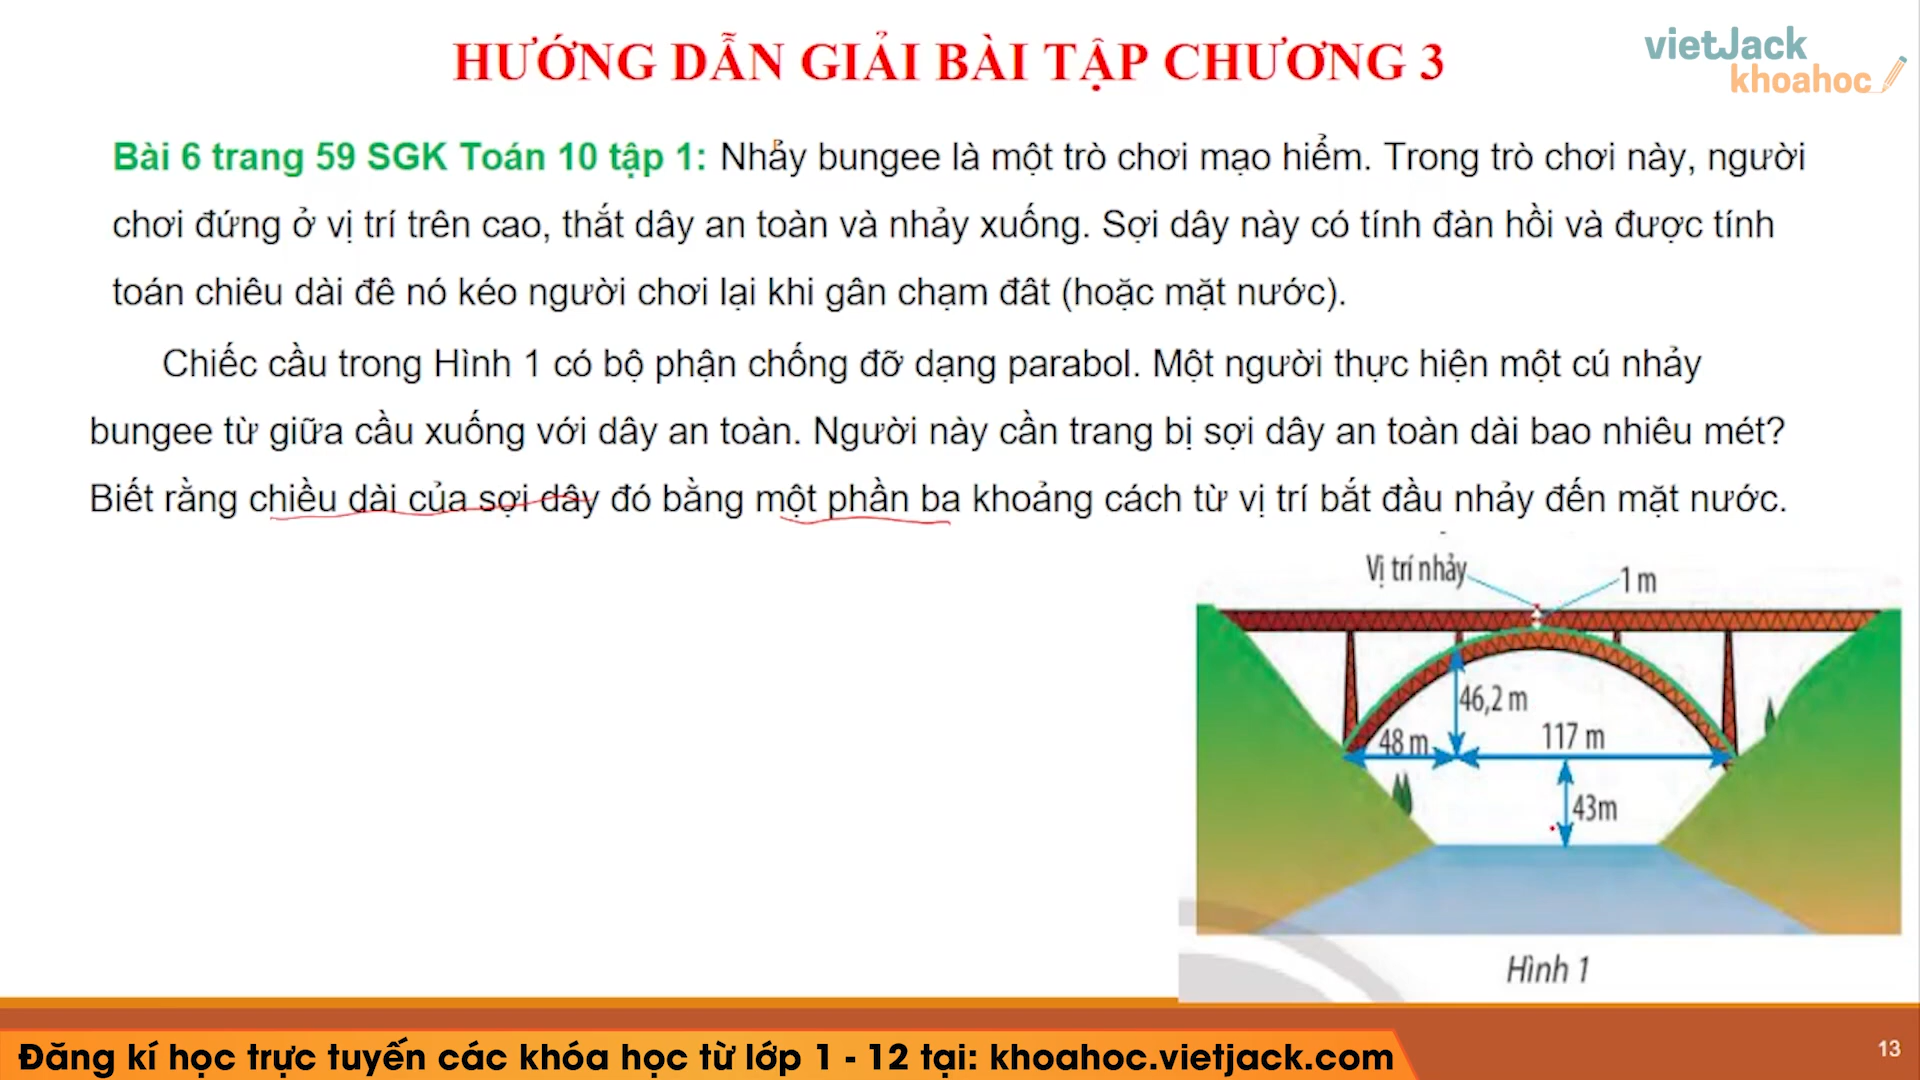 HƯỚNG DẪN GIẢI BÀI TẬP CHƯƠNG 3
vietJack
khoahoc
Bài 6 trang 59 SGK Toán 10 tập 1: Nhảy bungee là một trò chơi mạo hiểm. Trong trò chơi này, người
chơi đứng ở vị trí trên cao, thắt dây an toàn và nhảy xuống. Sợi dây này có tính đàn hồi và được tính
toán chiêu dài đê nó kéo người chơi lại khi gân chạm đât (hoặc mặt nước).
Chiếc cầu trong Hình 1 có bộ phận chống đỡ dạng parabol. Một người thực hiện một cú nhảy
bungee từ giữa cầu xuống với dây an toàn. Người này cần trang bị sợi dây an toàn dài bao nhiêu mét?
Biết rằng chiều dài của sợi dây đó bằng một phần ba khoảng cách từ vị trí bắt đầu nhảy đến mặt nước.
Vị trí nhảy
1 m
46,2 m
48 m
117 m
43m
Hình 1
Đăng kí học trực tuyến các khóa học từ lớp 1 - 12 tại: khoahoc.vietjack.com
13